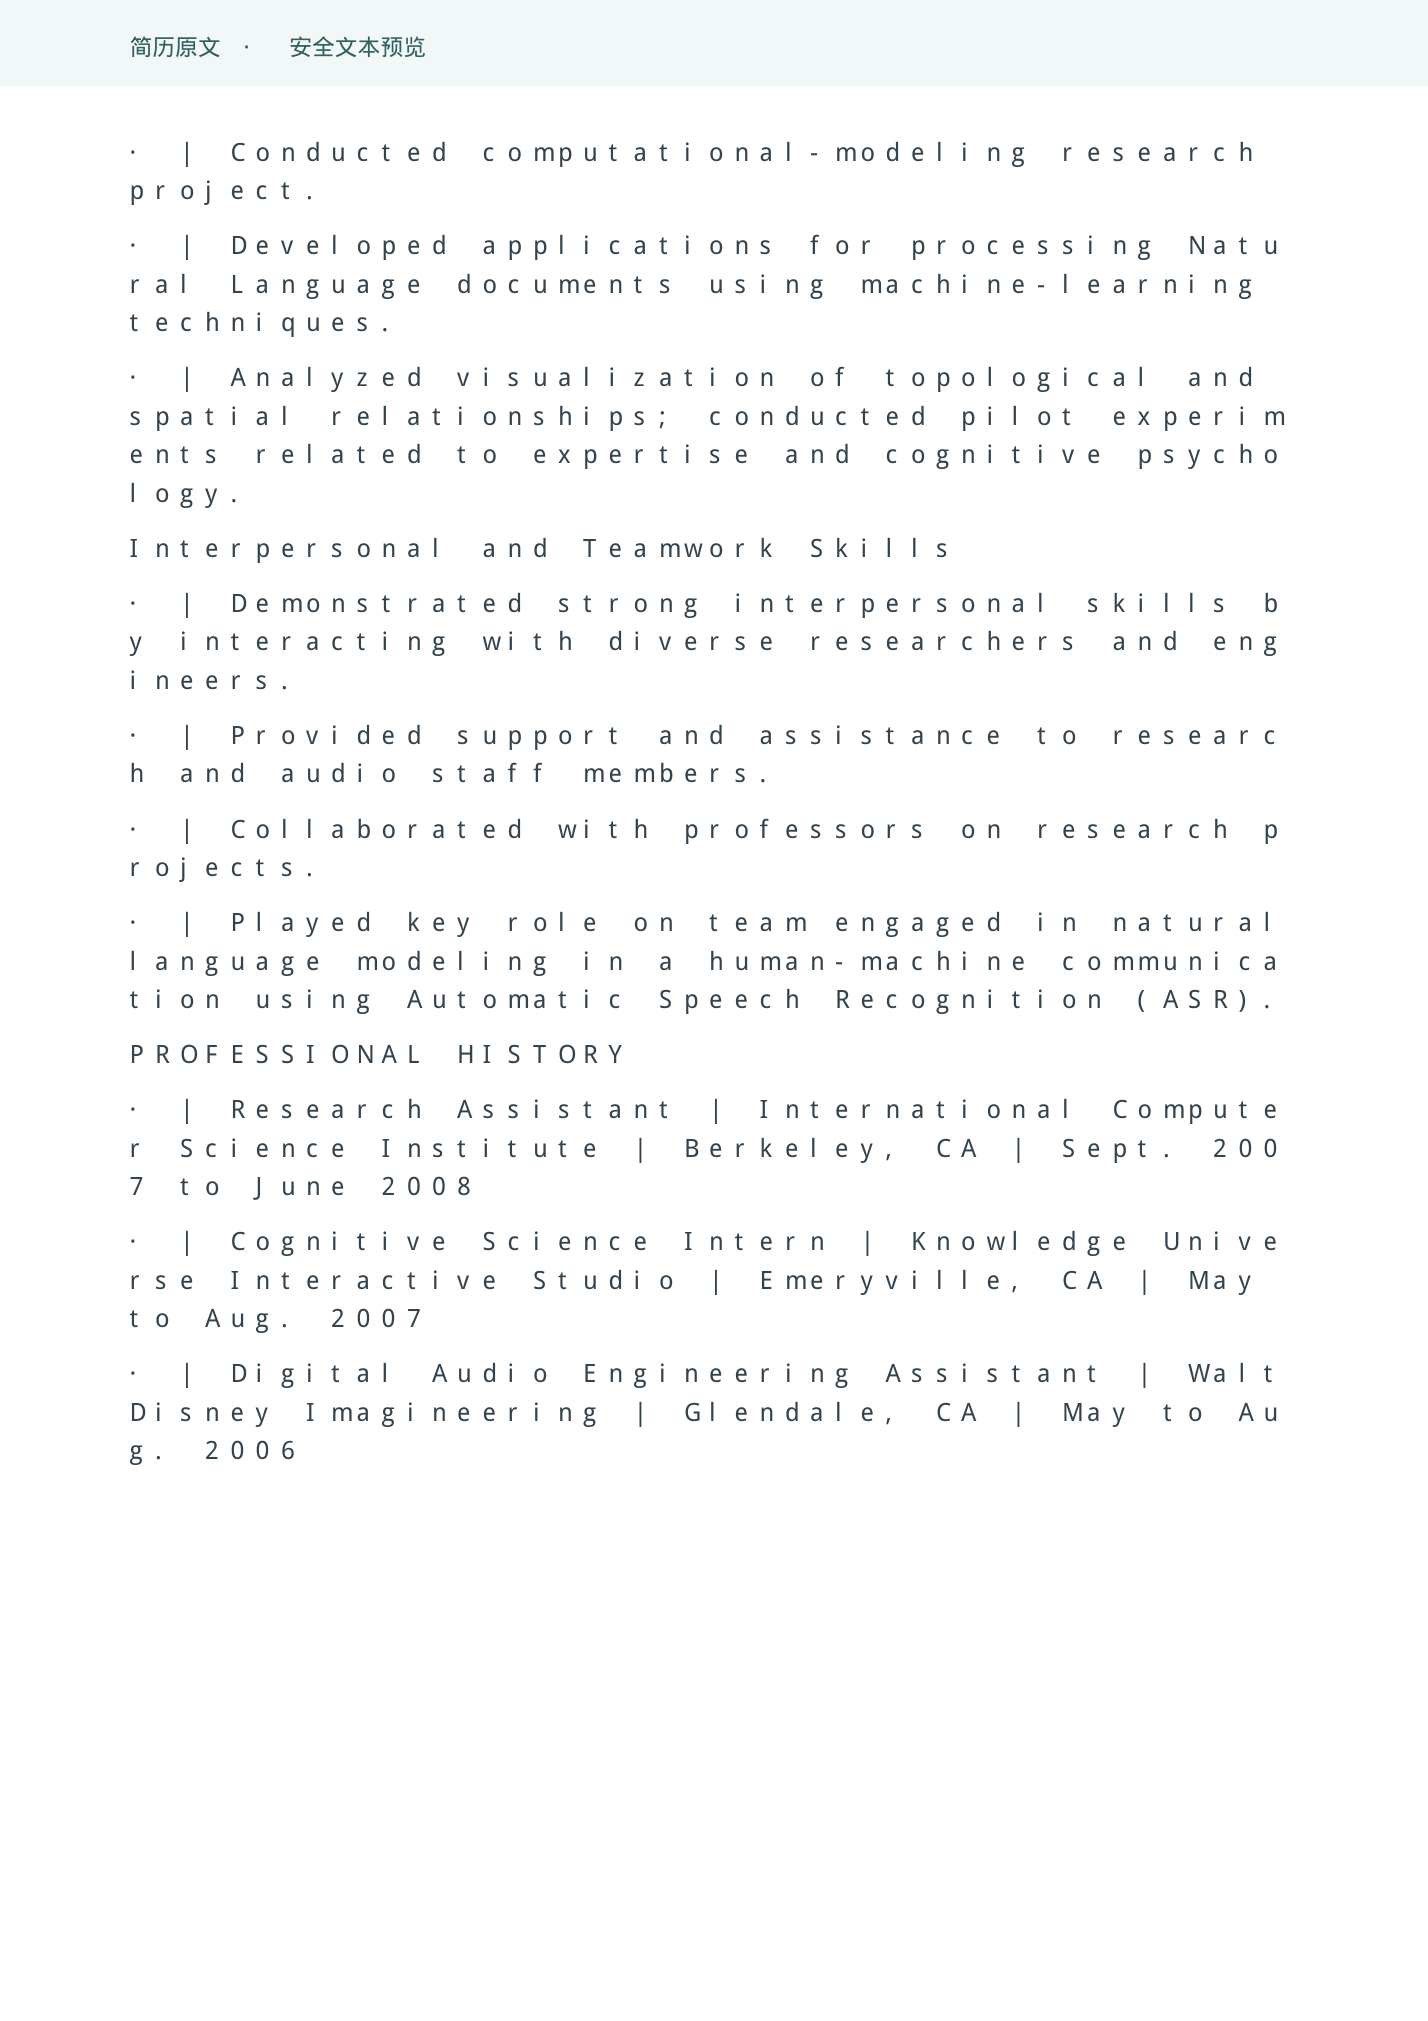 简历原文 · 安全文本预览
· | Conducted computational-modeling research
project.
· | Developed applications for processing Natu
ral Language documents using machine-learning
techniques.
· | Analyzed visualization of topological and
spatial relationships; conducted pilot experim
ents related to expertise and cognitive psycho
logy.
Interpersonal and Teamwork Skills
· | Demonstrated strong interpersonal skills b
y interacting with diverse researchers and eng
ineers.
· | Provided support and assistance to researc
h and audio staff members.
· | Collaborated with professors on research p
rojects.
· | Played key role on team engaged in natural
language modeling in a human-machine communica
tion using Automatic Speech Recognition (ASR).
PROFESSIONAL HISTORY
· | Research Assistant | International Compute
r Science Institute | Berkeley, CA | Sept. 200
7 to June 2008
· | Cognitive Science Intern | Knowledge Unive
rse Interactive Studio | Emeryville, CA | May
to Aug. 2007
· | Digital Audio Engineering Assistant | Walt
Disney Imagineering | Glendale, CA | May to Au
g. 2006